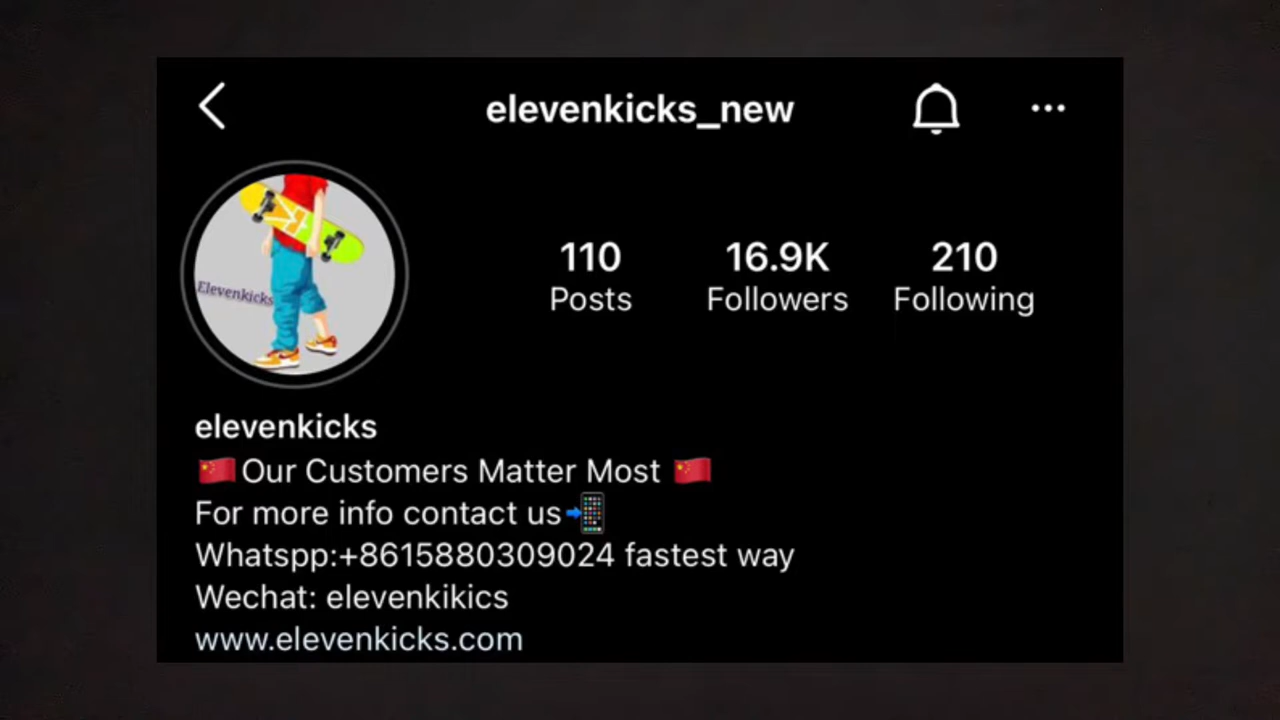 elevenkicks_new
Elevenkicks
110
Posts
16.9K
Followers
210
Following
elevenkicks
🇨🇳Our Customers Matter Most 🇨🇳
For more info contact us📲
Whatspp:+8615880309024 fastest way
Wechat: elevenkikics
www.elevenkicks.com